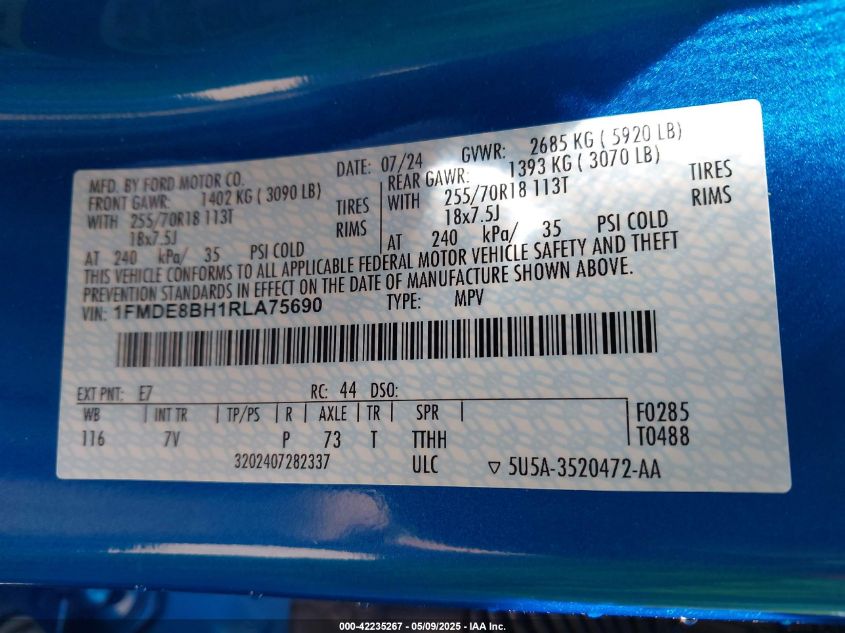 MFD. BY FORD MOTOR CO. DATE: 07/24 GVWR: 2685 KG ( 5920 LB)
FRONT GAWR: 1402 KG ( 3090 LB) REAR GAWR: 1393 KG ( 3070 LB)
WITH 255/70R18 113T TIRES WITH 255/70R18 113T TIRES
18x7.5J RIMS 18x7.5J RIMS
AT 240 kPa/ 35 PSI COLD AT 240 kPa/ 35 PSI COLD
THIS VEHICLE CONFORMS TO ALL APPLICABLE FEDERAL MOTOR VEHICLE SAFETY AND THEFT
PREVENTION STANDARDS IN EFFECT ON THE DATE OF MANUFACTURE SHOWN ABOVE.
VIN: 1FMDE8BH1RLA75690 TYPE: MPV
EXT PNT: E7 RC: 44 DSO:
WB INT TR TP/PS R AXLE TR SPR F0285
116 7V P 73 T TTHH T0488
3202407282337 ULC ▽ 5U5A-3520472-AA
000-42235267 - 05/09/2025 - IAA Inc.